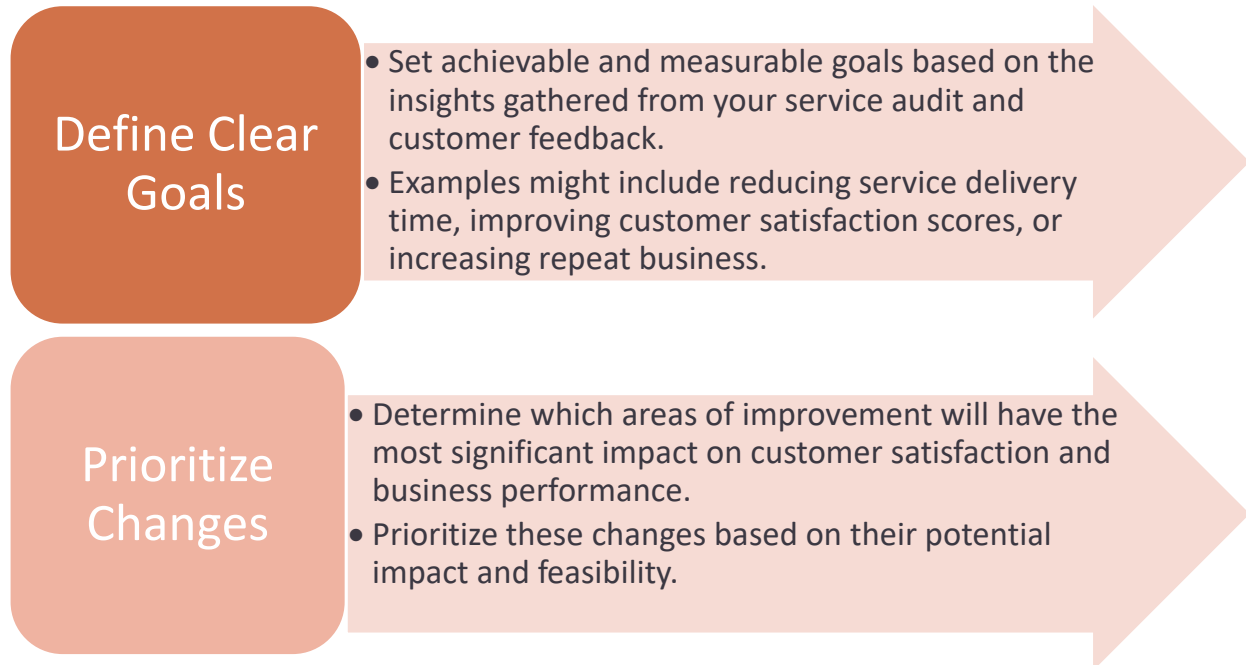 Define Clear
Goals
• Set achievable and measurable goals based on the
insights gathered from your service audit and
customer feedback.
• Examples might include reducing service delivery
time, improving customer satisfaction scores, or
increasing repeat business.
Prioritize
Changes
• Determine which areas of improvement will have the
most significant impact on customer satisfaction and
business performance.
• Prioritize these changes based on their potential
impact and feasibility.